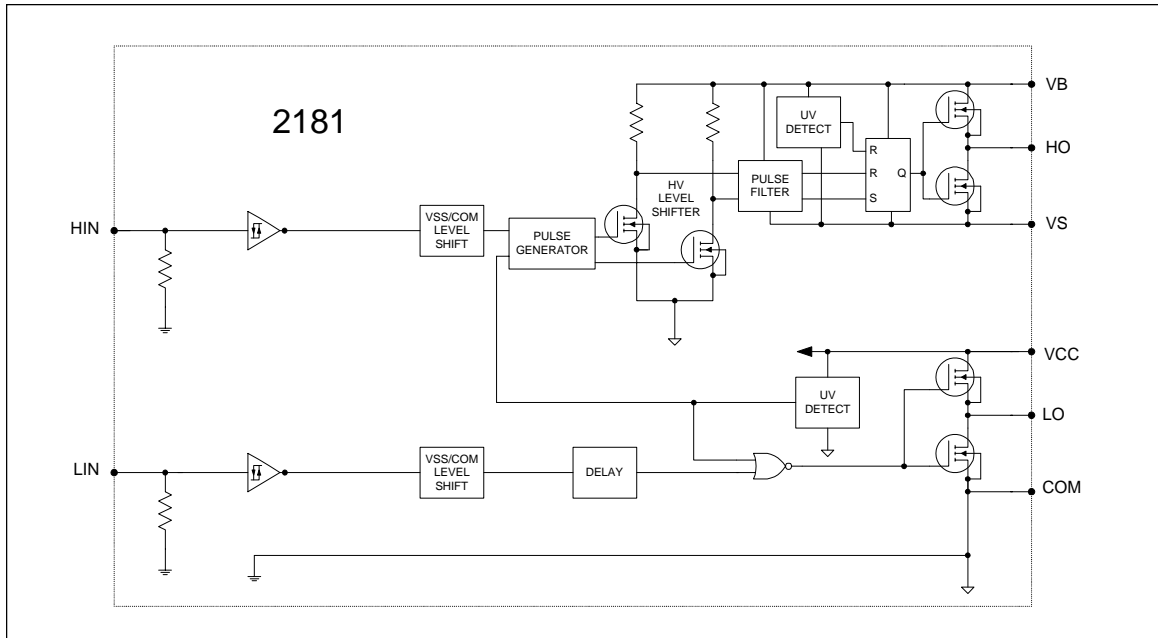 2181
VB
UV
DETECT
HO
R
R
Q
S
PULSE
FILTER
HV
LEVEL
SHIFTER
VS
HIN
VSS/COM
LEVEL
SHIFT
PULSE
GENERATOR
VCC
UV
DETECT
LO
LIN
VSS/COM
LEVEL
SHIFT
DELAY
COM